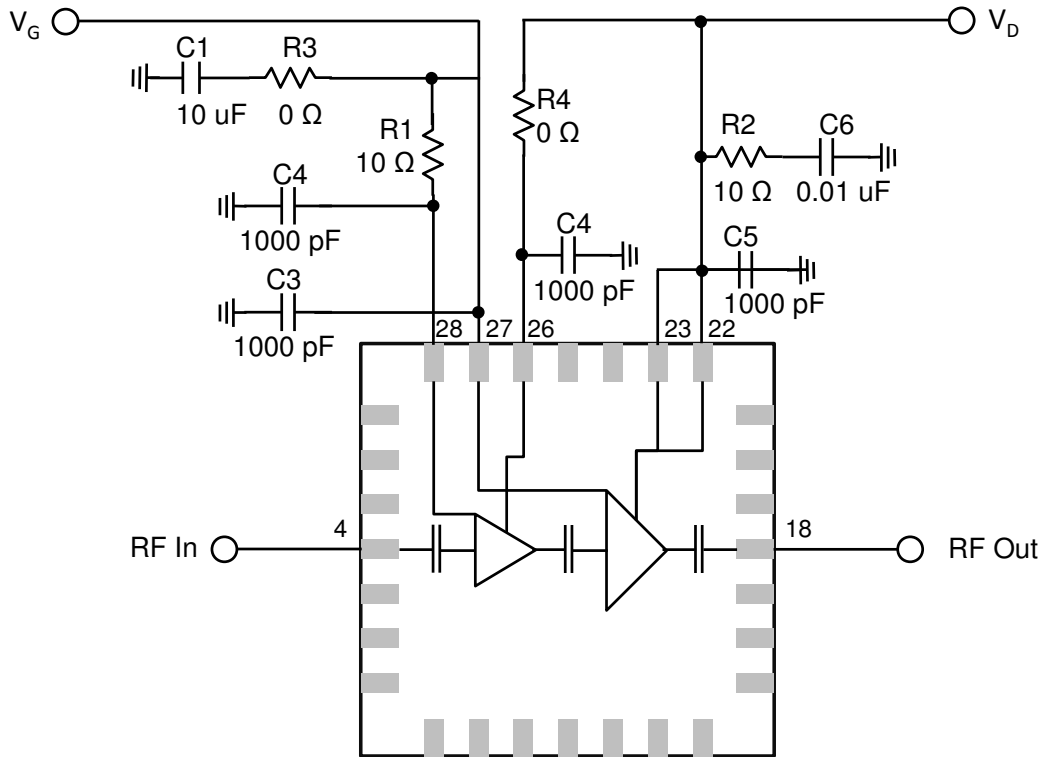 V_G
V_D
C1
R3
10 uF
0 Ω
R4
0 Ω
R1
10 Ω
R2
C6
10 Ω
0.01 uF
C4
1000 pF
C4
1000 pF
C5
1000 pF
C3
1000 pF
28
27
26
23
22
4
18
RF In
RF Out